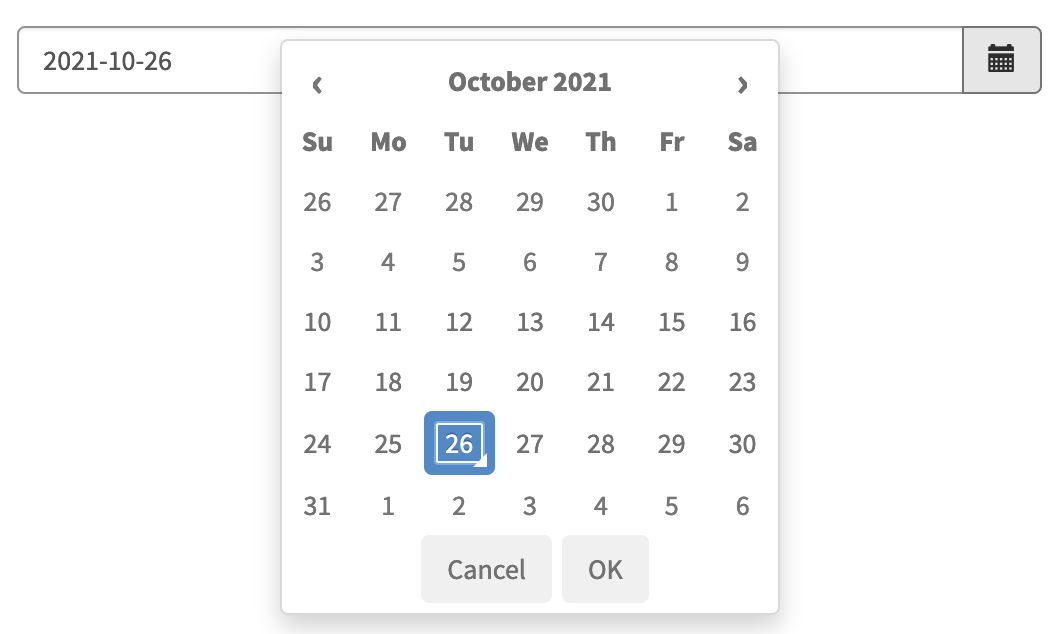 2021-10-26
‹ October 2021 ›
Su Mo Tu We Th Fr Sa
26 27 28 29 30 1 2
3 4 5 6 7 8 9
10 11 12 13 14 15 16
17 18 19 20 21 22 23
24 25 26 27 28 29 30
31 1 2 3 4 5 6
Cancel OK